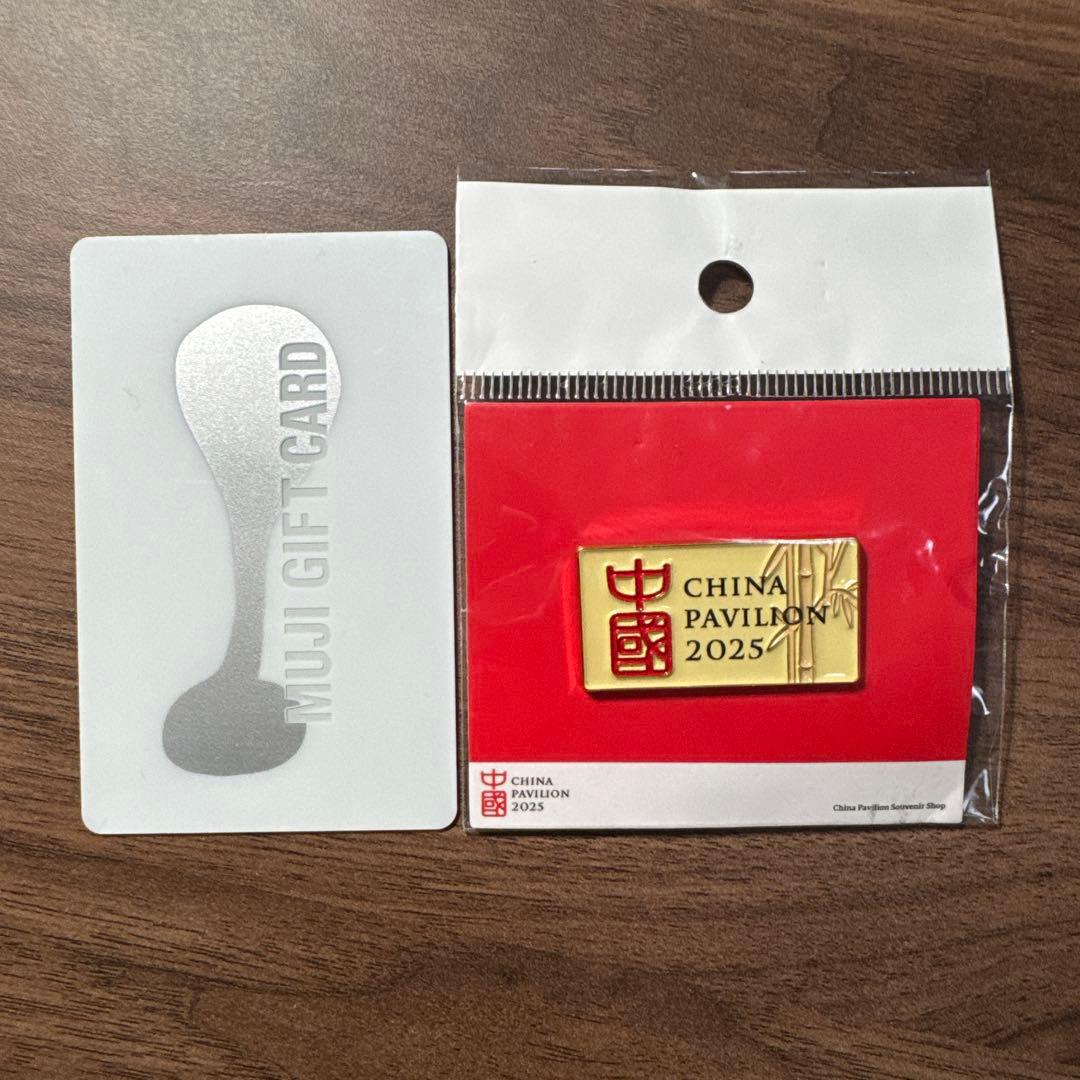 MUJI GIFT CARD
中國
CHINA
PAVILION
2025
中國
CHINA
PAVILION
2025
China Pavilion Souvenir Shop